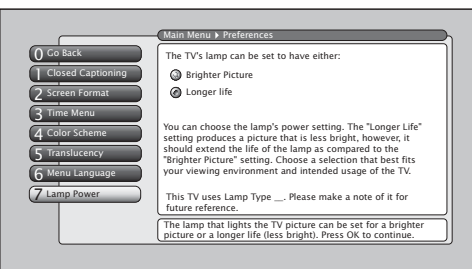 Main Menu ▶ Preferences
0 Go Back
1 Closed Captioning
2 Screen Format
3 Time Menu
4 Color Scheme
5 Translucency
6 Menu Language
7 Lamp Power
The TV's lamp can be set to have either:
Brighter Picture
Longer life
You can choose the lamp's power setting. The "Longer Life"
setting produces a picture that is less bright, however, it
should extend the life of the lamp as compared to the
"Brighter Picture" setting. Choose a selection that best fits
your viewing environment and intended usage of the TV.
This TV uses Lamp Type __. Please make a note of it for
future reference.
The lamp that lights the TV picture can be set for a brighter
picture or a longer life (less bright). Press OK to continue.